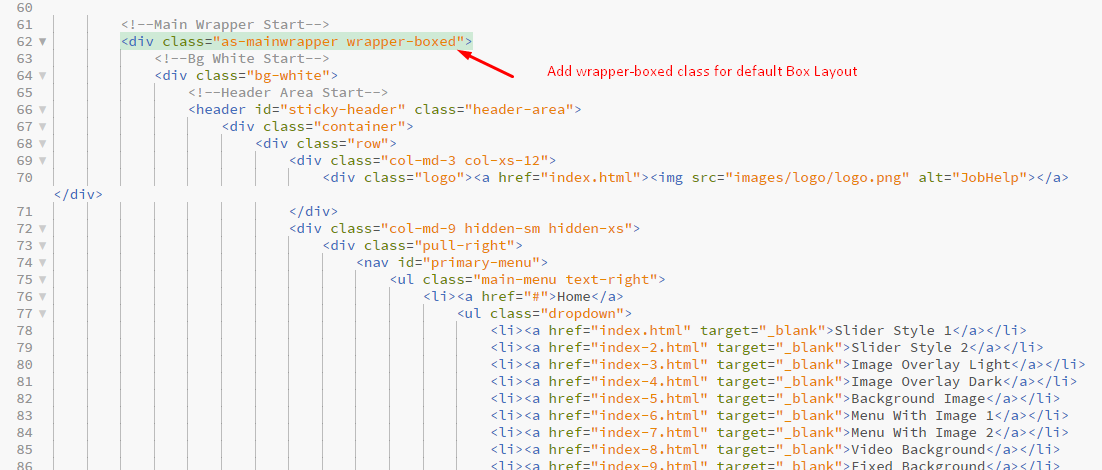 60
61 <!--Main Wrapper Start-->
62 <div class="as-mainwrapper wrapper-boxed">
63 <!--Bg White Start-->
Add wrapper-boxed class for default Box Layout
64 <div class="bg-white">
65 <!--Header Area Start-->
66 <header id="sticky-header" class="header-area">
67 <div class="container">
68 <div class="row">
69 <div class="col-md-3 col-xs-12">
70 <div class="logo"><a href="index.html"><img src="images/logo/logo.png" alt="JobHelp"></a>
</div>
71 </div>
72 <div class="col-md-9 hidden-sm hidden-xs">
73 <div class="pull-right">
74 <nav id="primary-menu">
75 <ul class="main-menu text-right">
76 <li><a href="#">Home</a>
77 <ul class="dropdown">
78 <li><a href="index.html" target="_blank">Slider Style 1</a></li>
79 <li><a href="index-2.html" target="_blank">Slider Style 2</a></li>
80 <li><a href="index-3.html" target="_blank">Image Overlay Light</a></li>
81 <li><a href="index-4.html" target="_blank">Image Overlay Dark</a></li>
82 <li><a href="index-5.html" target="_blank">Background Image</a></li>
83 <li><a href="index-6.html" target="_blank">Menu With Image 1</a></li>
84 <li><a href="index-7.html" target="_blank">Menu With Image 2</a></li>
85 <li><a href="index-8.html" target="_blank">Video Background</a></li>
86 <li><a href="index-9.html" target="_blank">Fixed Background</a></li>